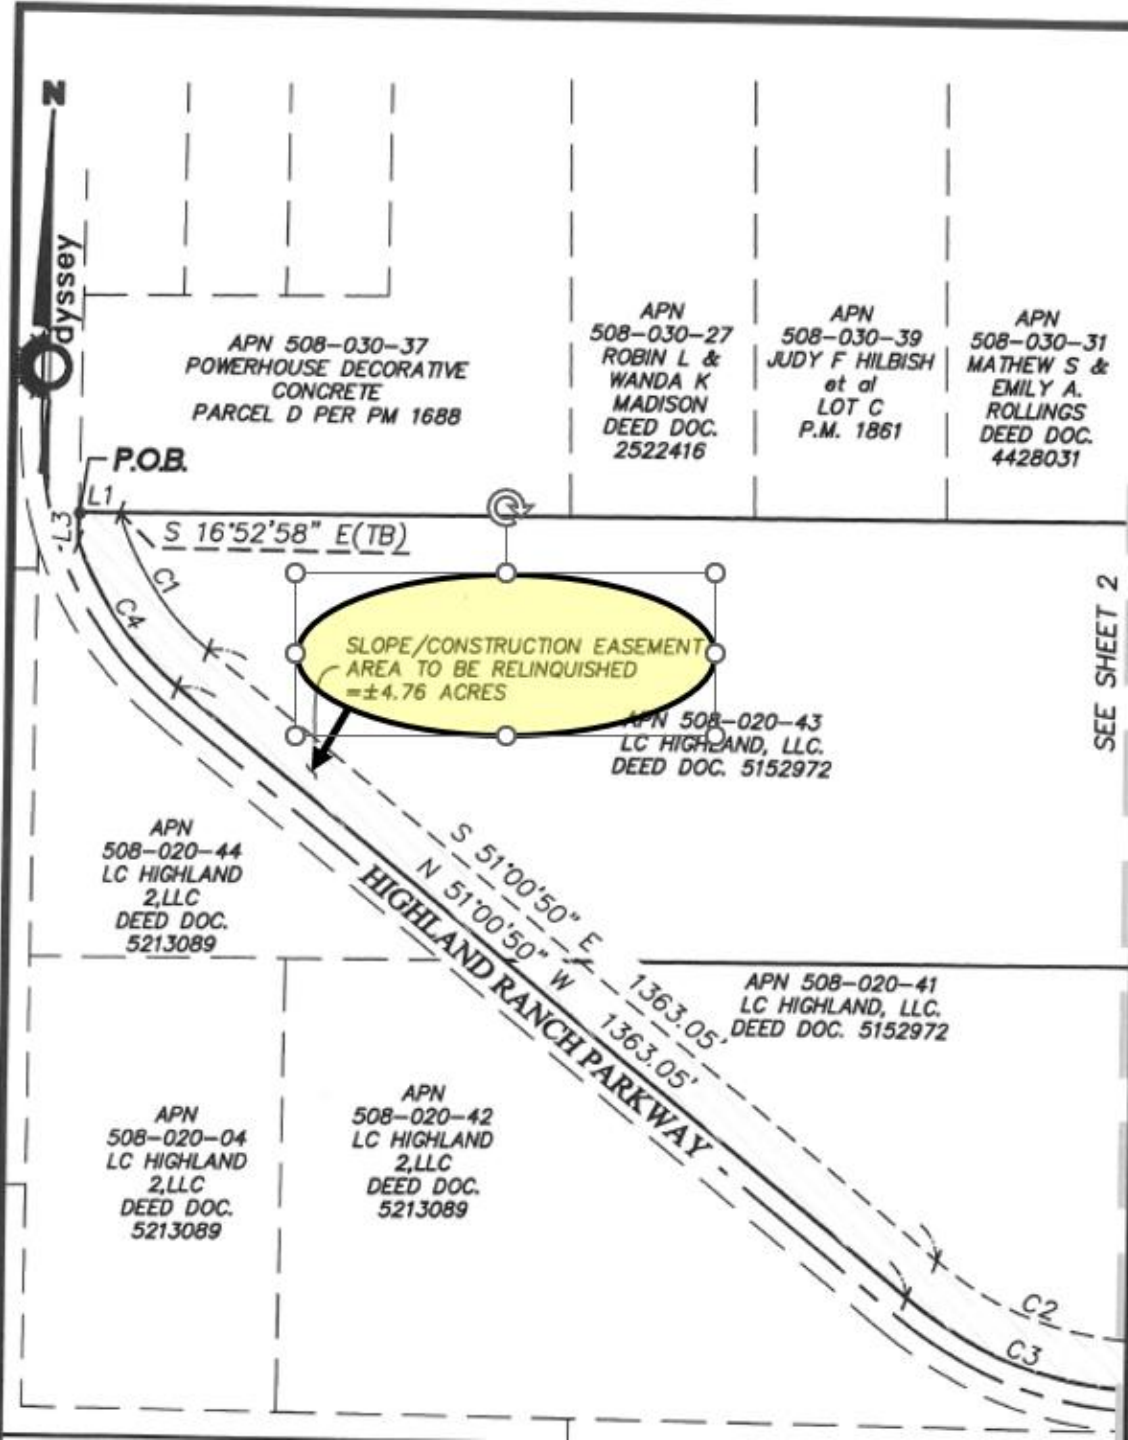 N
dyssey
APN 508-030-37
POWERHOUSE DECORATIVE
CONCRETE
PARCEL D PER PM 1688
APN
508-030-27
ROBIN L &
WANDA K
MADISON
DEED DOC.
2522416
APN
508-030-39
JUDY F HILBISH
et al
LOT C
P.M. 1861
APN
508-030-31
MATHEW S &
EMILY A.
ROLLINGS
DEED DOC.
4428031
P.O.B.
L1
L3
S 16°52'58" E(TB)
C1
C4
SLOPE/CONSTRUCTION EASEMENT
AREA TO BE RELINQUISHED
=±4.76 ACRES
APN 508-020-43
LC HIGHLAND, LLC.
DEED DOC. 5152972
SEE SHEET 2
APN
508-020-44
LC HIGHLAND
2,LLC
DEED DOC.
5213089
S 51°00'50" E 1363.05'
N 51°00'50" W 1363.05'
HIGHLAND RANCH PARKWAY
APN 508-020-41
LC HIGHLAND, LLC.
DEED DOC. 5152972
APN
508-020-04
LC HIGHLAND
2,LLC
DEED DOC.
5213089
APN
508-020-42
LC HIGHLAND
2,LLC
DEED DOC.
5213089
C2
C3